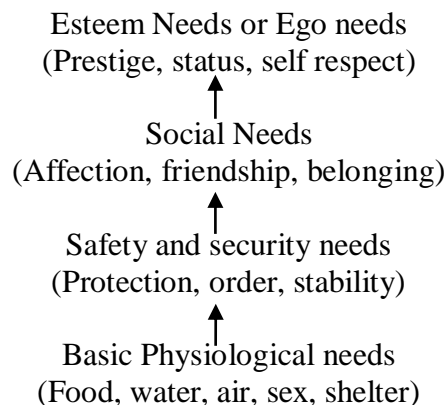 Esteem Needs or Ego needs
(Prestige, status, self respect)
Social Needs
(Affection, friendship, belonging)
Safety and security needs
(Protection, order, stability)
Basic Physiological needs
(Food, water, air, sex, shelter)